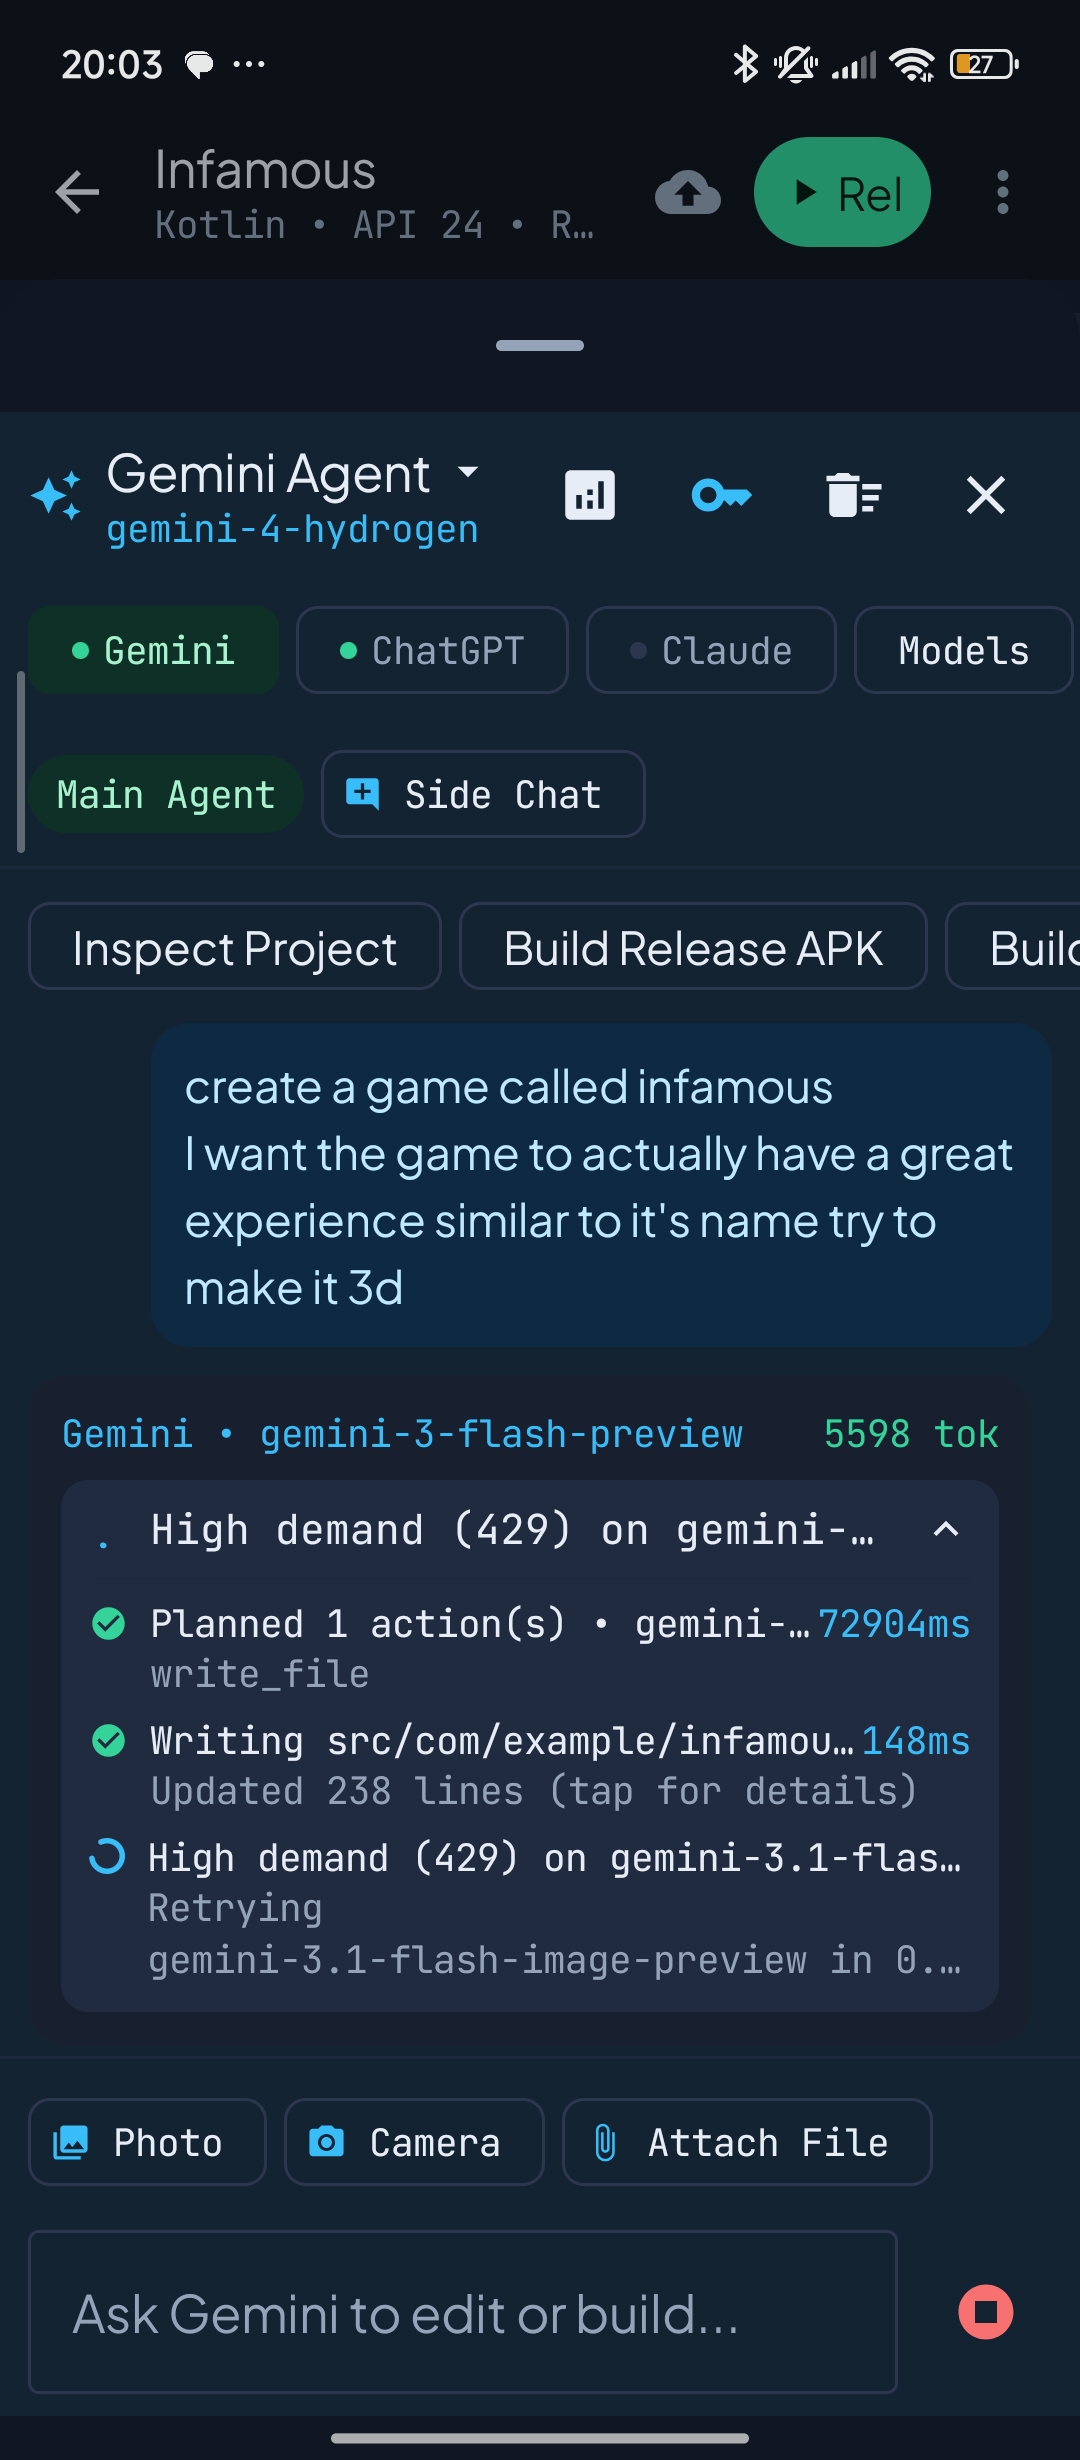 20:03 ...
27
Infamous
Kotlin • API 24 • R…
Rel
Gemini Agent
gemini-4-hydrogen
Gemini
ChatGPT
Claude
Models
Main Agent
Side Chat
Inspect Project
Build Release APK
Build
create a game called infamous
I want the game to actually have a great
experience similar to it's name try to
make it 3d
Gemini • gemini-3-flash-preview 5598 tok
High demand (429) on gemini-…
Planned 1 action(s) • gemini-… 72904ms
write_file
Writing src/com/example/infamou… 148ms
Updated 238 lines (tap for details)
High demand (429) on gemini-3.1-flas…
Retrying
gemini-3.1-flash-image-preview in 0.…
Photo
Camera
Attach File
Ask Gemini to edit or build...